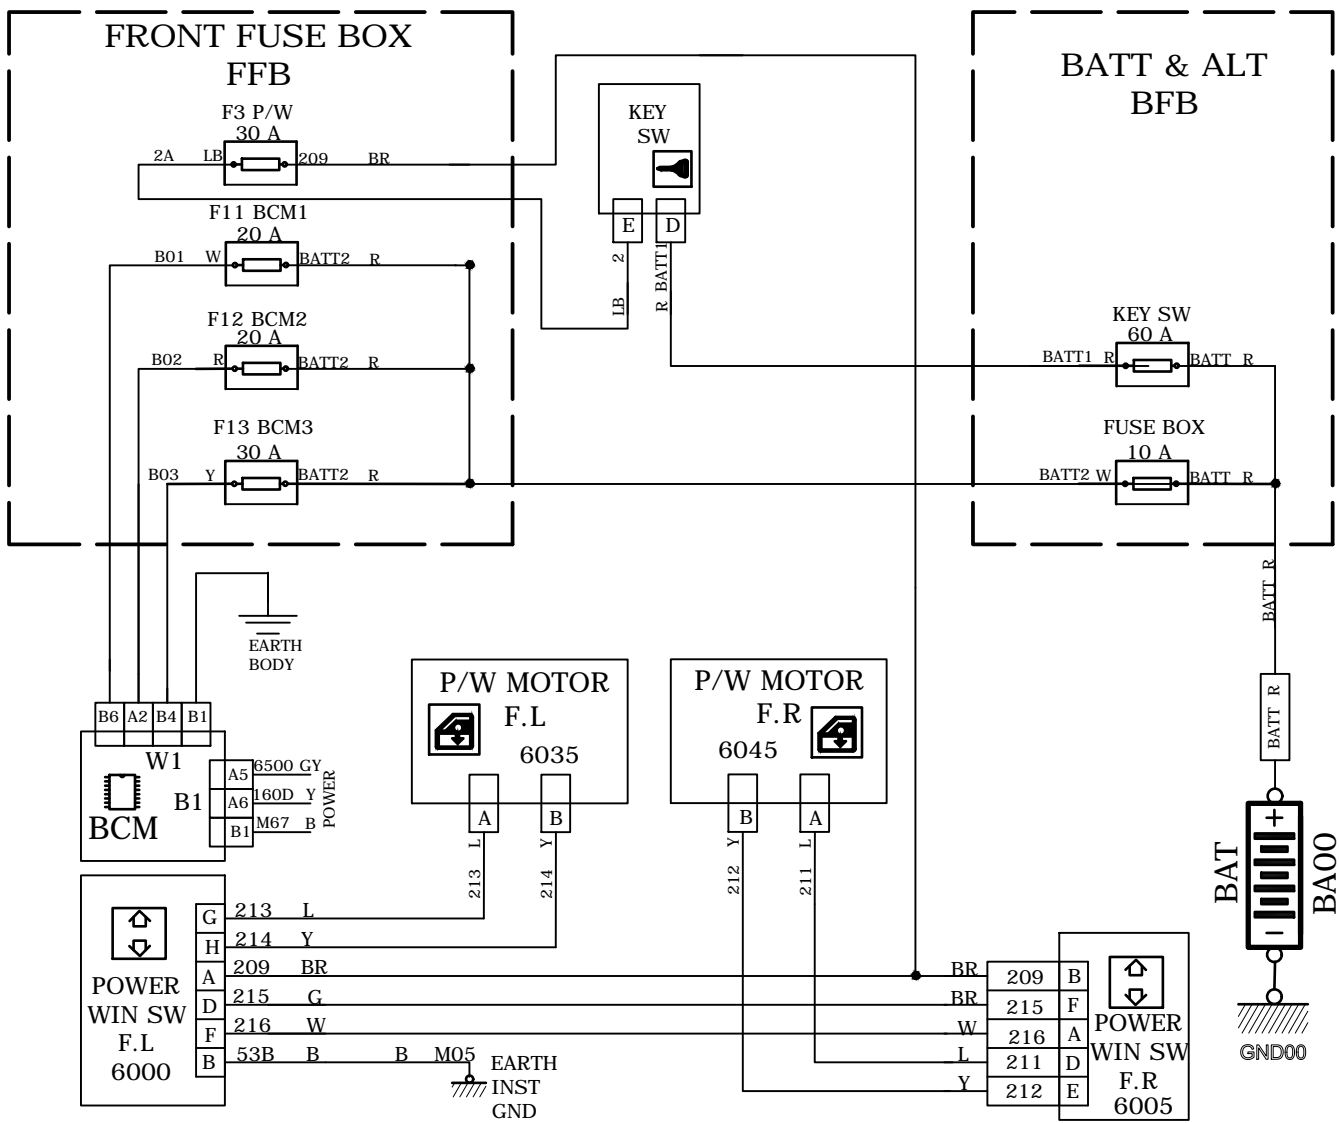 FRONT FUSE BOX
FFB
F3 P/W
30 A
2A LB 209 BR
F11 BCM1
20 A
B01 W BATT2 R
F12 BCM2
20 A
B02 R BATT2 R
F13 BCM3
30 A
B03 Y BATT2 R
KEY
SW
E D
2
LB
R BATT1
BATT & ALT
BFB
KEY SW
60 A
BATT1 R BATT R
FUSE BOX
10 A
BATT2 W BATT R
BATT R
BATT R
BAT
+
-
BA00
GND00
EARTH
BODY
B6 A2 B4 B1
W1
B1
BCM
A5 6500 GY
A6 160D Y
B1 M67 B
POWER
P/W MOTOR
F.L
6035
A B
213 L
214 Y
P/W MOTOR
F.R
6045
B A
212 Y
211 L
POWER
WIN SW
F.L
6000
G 213 L
H 214 Y
A 209 BR
D 215 G
F 216 W
B 53B B B M05
EARTH
INST
GND
BR 209 B
BR 215 F
W 216 A
L 211 D
Y 212 E
POWER
WIN SW
F.R
6005